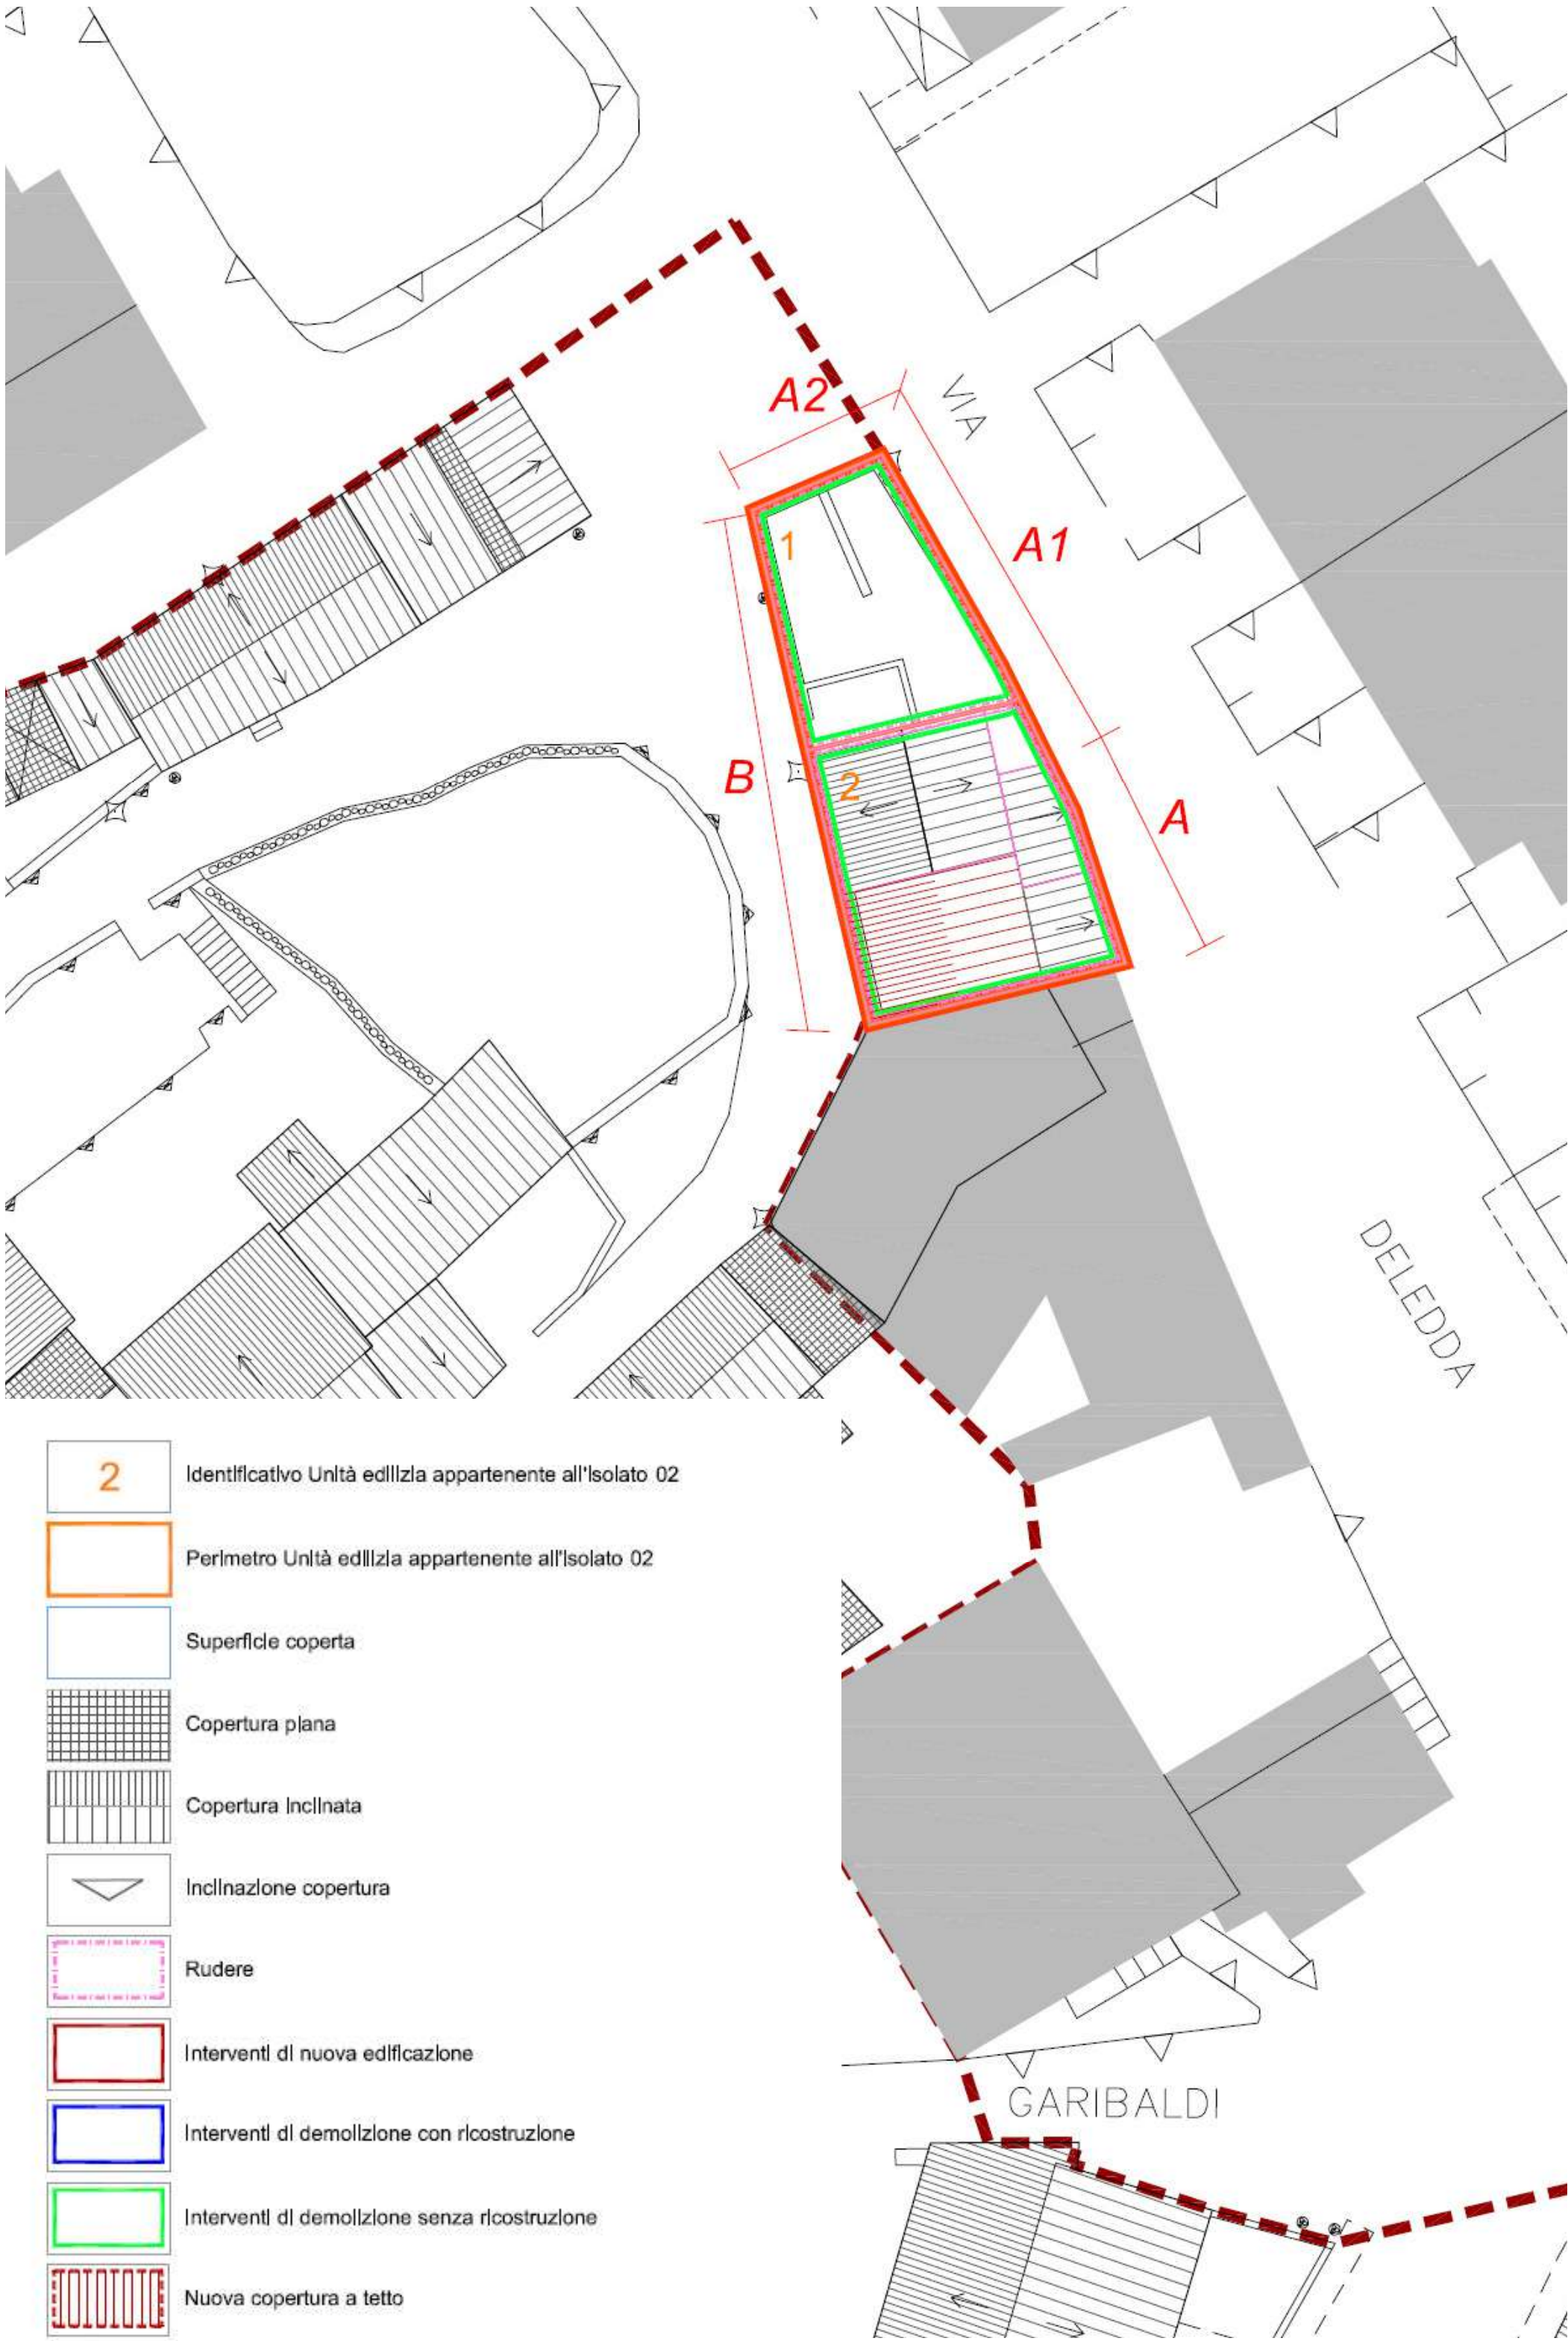 A2
VIA
1
A1
B
2
A
DELEDDA
2
Identificativo Unità edilizia appartenente all'Isolato 02
Perimetro Unità edilizia appartenente all'Isolato 02
Superficie coperta
Copertura piana
Copertura inclinata
Inclinazione copertura
Rudere
Interventi di nuova edificazione
Interventi di demolizione con ricostruzione
Interventi di demolizione senza ricostruzione
Nuova copertura a tetto
GARIBALDI